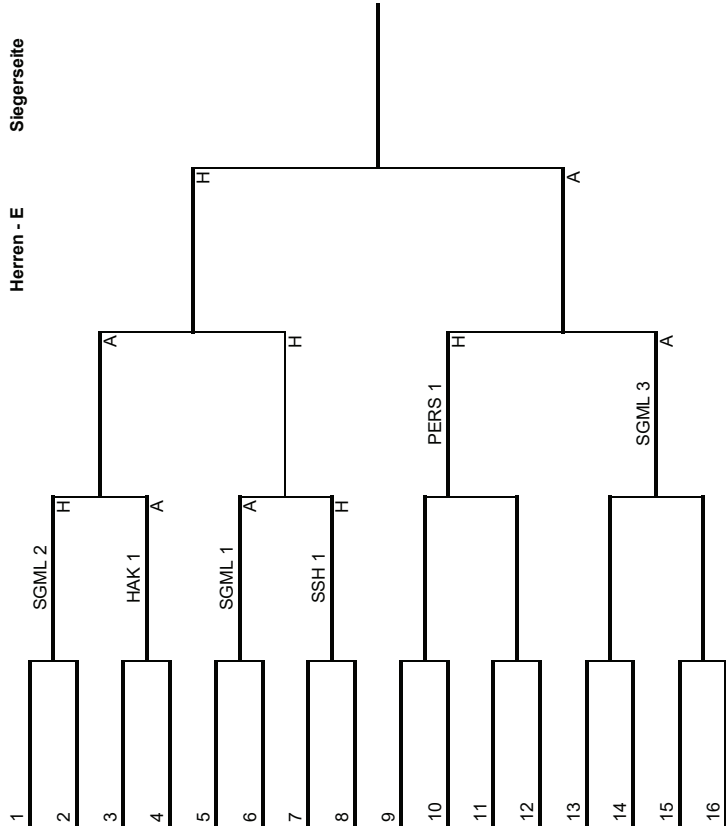 Herren - E Siegerseite
1
2
3
4
5
6
7
8
9
10
11
12
13
14
15
16
SGML 2
H
HAK 1
A
SGML 1
A
SSH 1
H
A
H
PERS 1
H
SGML 3
A
H
A